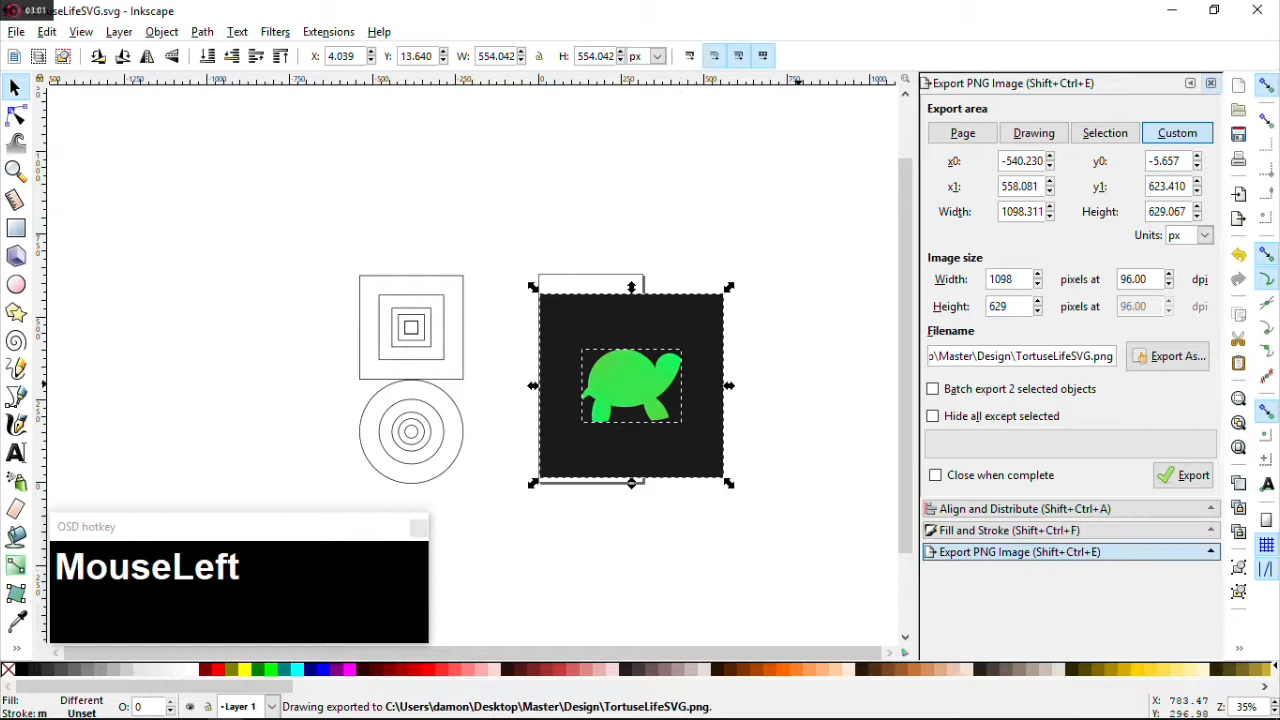 03:01
useLifeSVG.svg - Inkscape
File Edit View Layer Object Path Text Filters Extensions Help
X: 4.039 Y: 13.640 W: 554.042 H: 554.042 px
Export PNG Image (Shift+Ctrl+E)
Export area
Page Drawing Selection Custom
x0: -540.230 y0: -5.657
x1: 558.081 y1: 623.410
Width: 1098.311 Height: 629.067
Units: px
Image size
Width: 1098 pixels at 96.00 dpi
Height: 629 pixels at 96.00 dpi
Filename
o\Master\Design\TortuseLifeSVG.png Export As...
Batch export 2 selected objects
Hide all except selected
Close when complete Export
Align and Distribute (Shift+Ctrl+A)
Fill and Stroke (Shift+Ctrl+F)
Export PNG Image (Shift+Ctrl+E)
OSD hotkey
MouseLeft
Fill: Different
Stroke: m Unset
O: 0
Layer 1
Drawing exported to C:\Users\damon\Desktop\Master\Design\TortuseLifeSVG.png.
X: 783.47
Y: 296.98
Z: 35%